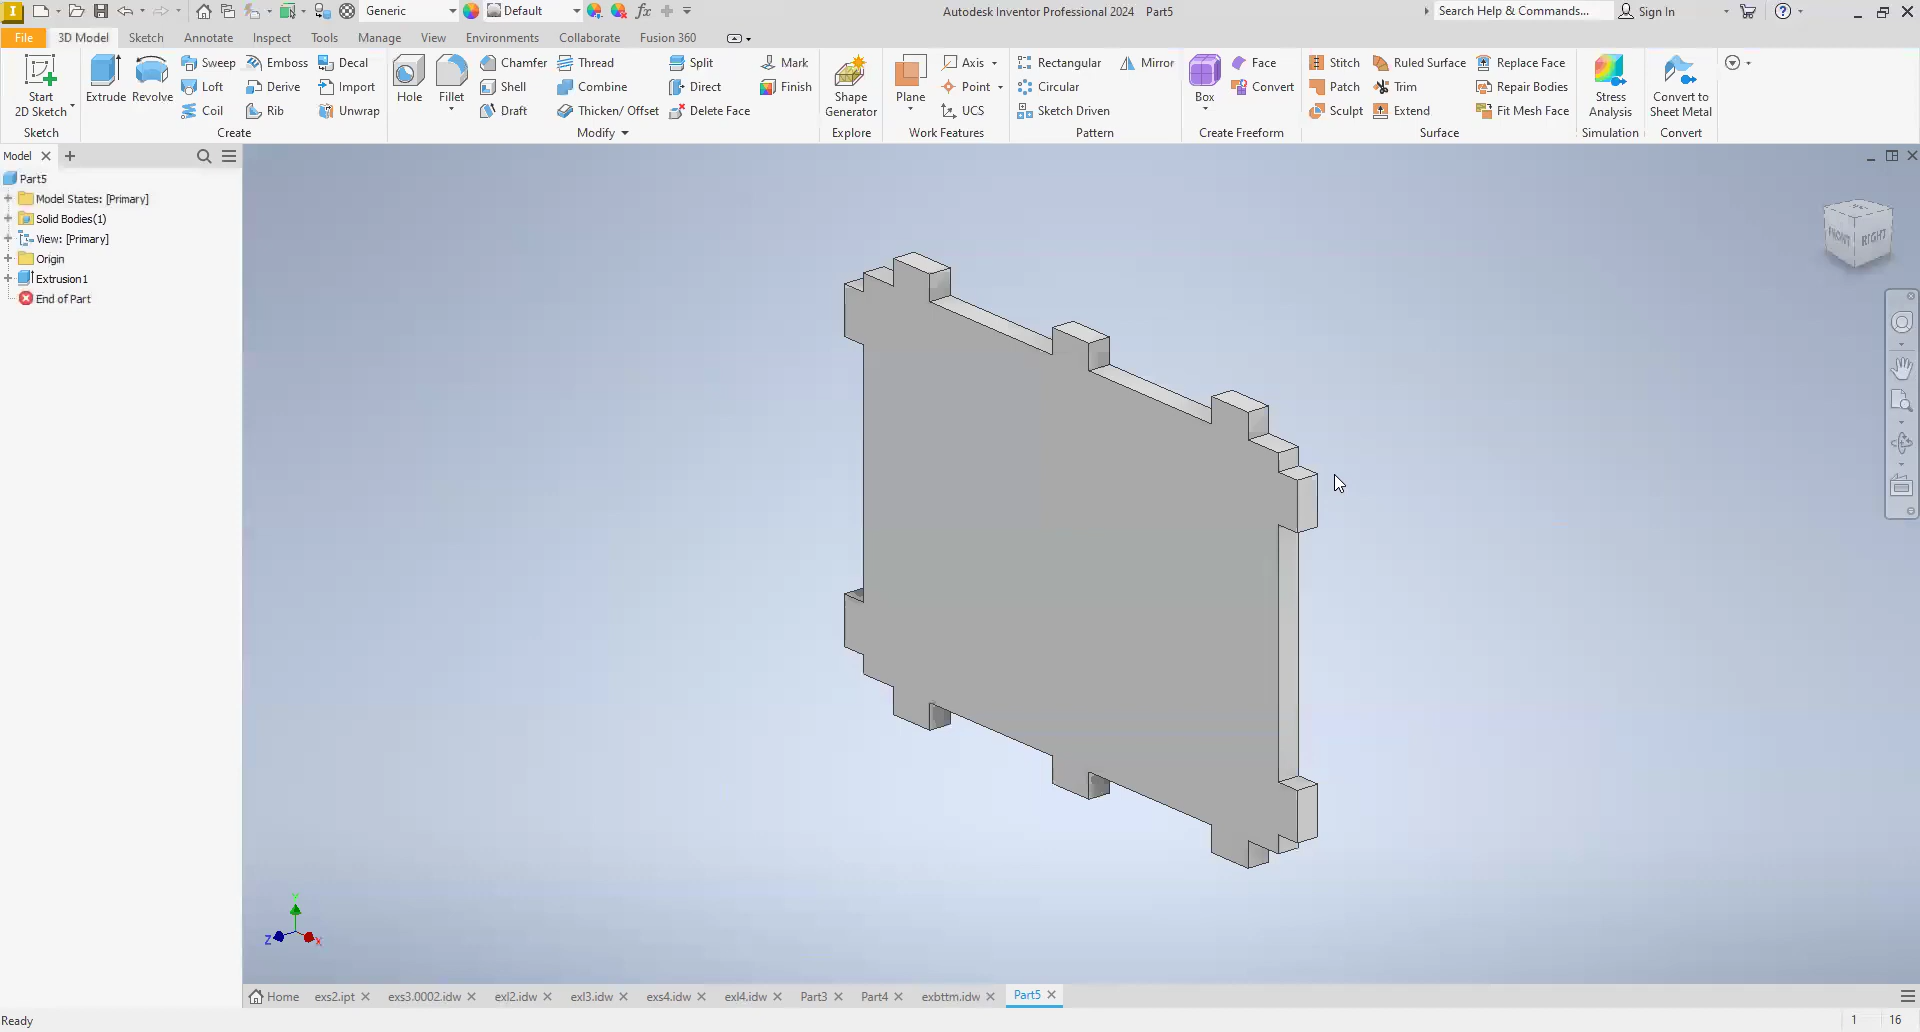 Generic
Default
Autodesk Inventor Professional 2024 Part5
Search Help & Commands...
Sign In
File
3D Model
Sketch
Annotate
Inspect
Tools
Manage
View
Environments
Collaborate
Fusion 360
Start
2D Sketch
Extrude
Revolve
Sweep
Loft
Coil
Emboss
Derive
Rib
Decal
Import
Unwrap
Hole
Fillet
Chamfer
Shell
Draft
Thread
Combine
Thicken/ Offset
Split
Direct
Delete Face
Mark
Finish
Shape
Generator
Plane
Axis
Point
UCS
Rectangular
Circular
Sketch Driven
Mirror
Box
Face
Convert
Stitch
Patch
Sculpt
Ruled Surface
Trim
Extend
Replace Face
Repair Bodies
Fit Mesh Face
Stress
Analysis
Convert to
Sheet Metal
Sketch
Create
Modify
Explore
Work Features
Pattern
Create Freeform
Surface
Simulation
Convert
Model
Part5
Model States: [Primary]
Solid Bodies(1)
View: [Primary]
Origin
Extrusion1
End of Part
FRONT
RIGHT
Y
Z
X
Home
exs2.ipt
exs3.0002.idw
exl2.idw
exl3.idw
exs4.idw
exl4.idw
Part3
Part4
exbttm.idw
Part5
Ready
1
16